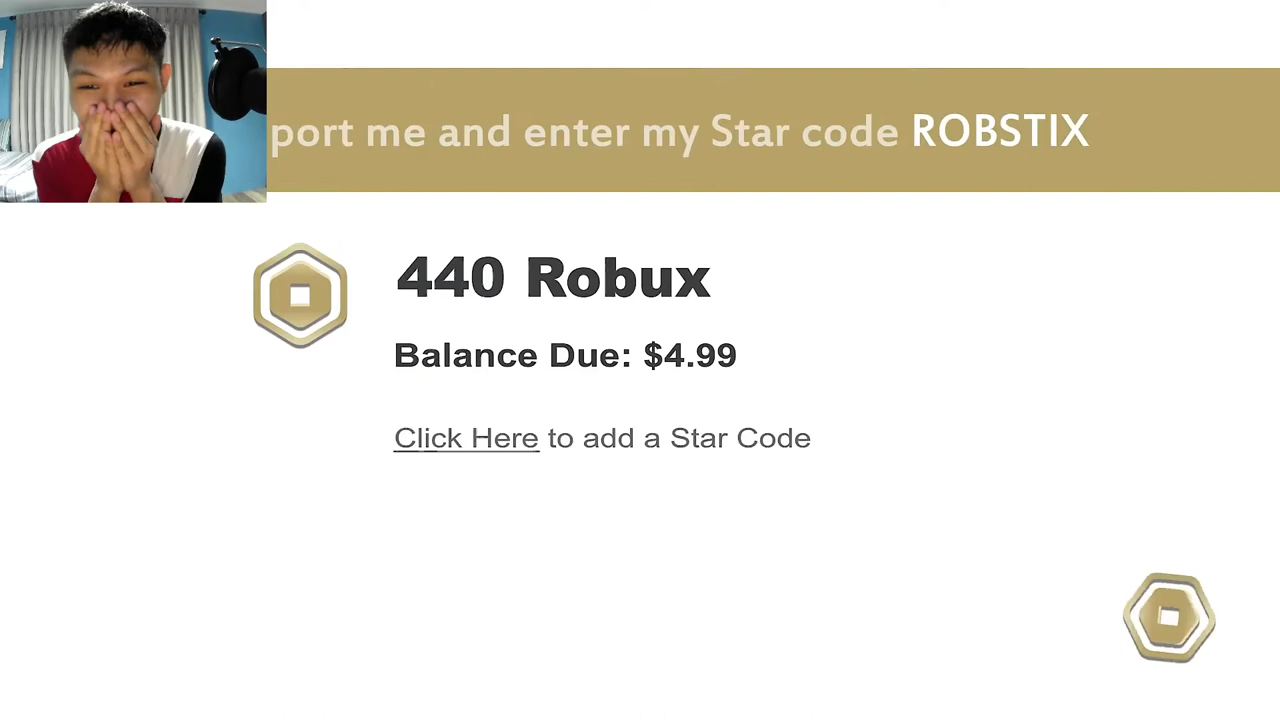 port me and enter my Star code ROBSTIX
440 Robux
Balance Due: $4.99
Click Here to add a Star Code